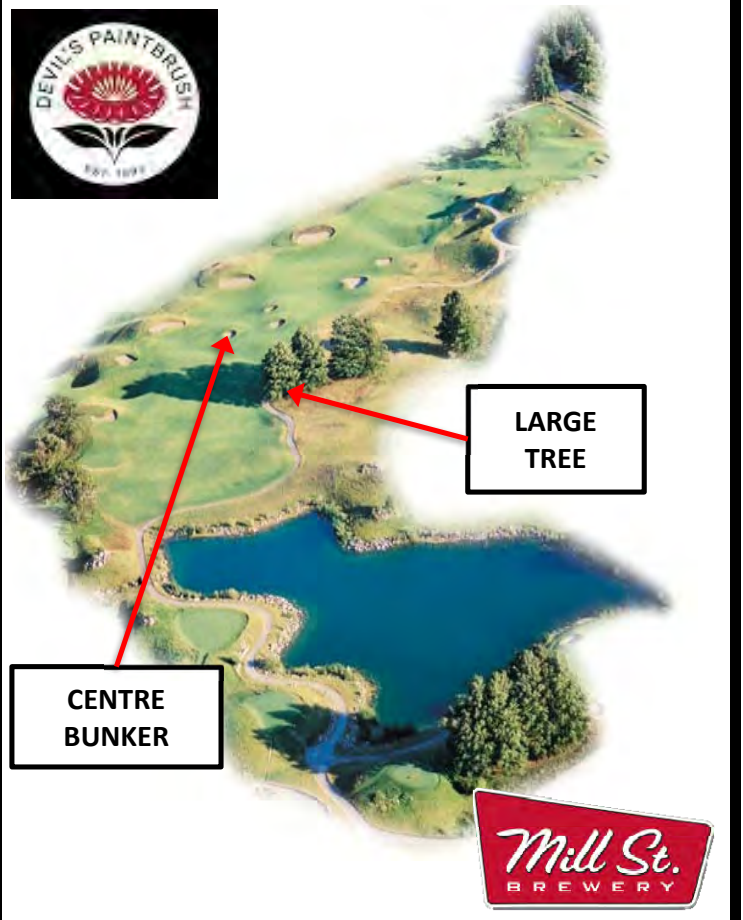 DEVIL'S PAINTBRUSH
LARGE
TREE
CENTRE
BUNKER
Mill St.
BREWERY